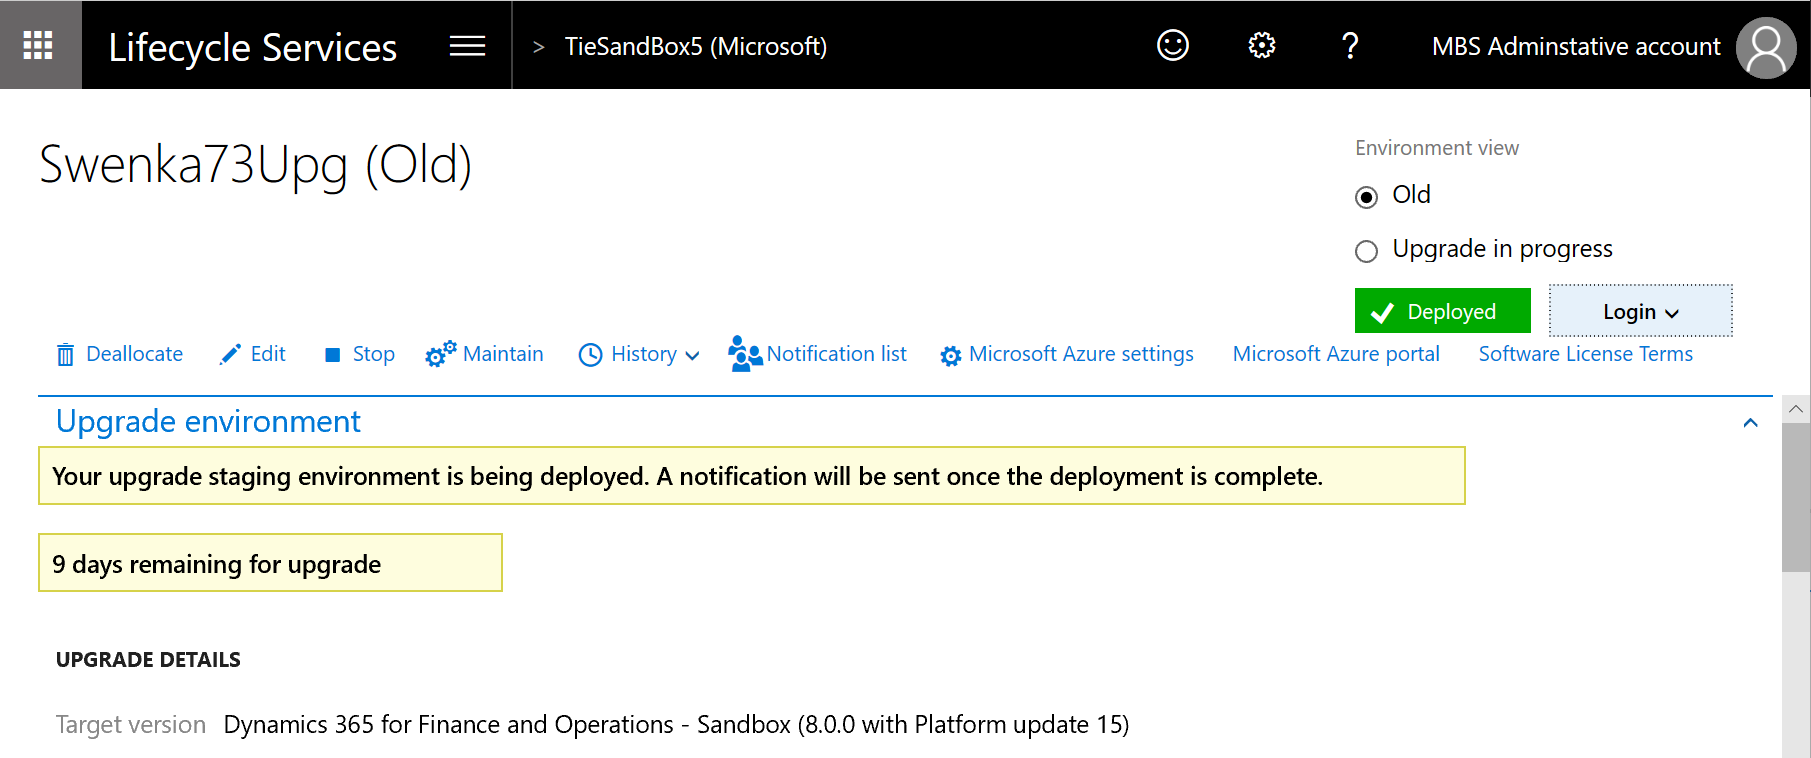 Lifecycle Services > TieSandBox5 (Microsoft) ? MBS Adminstative account
Swenka73Upg (Old)
Environment view
Old
Upgrade in progress
Deployed Login
Deallocate Edit Stop Maintain History Notification list Microsoft Azure settings Microsoft Azure portal Software License Terms
Upgrade environment
Your upgrade staging environment is being deployed. A notification will be sent once the deployment is complete.
9 days remaining for upgrade
UPGRADE DETAILS
Target version Dynamics 365 for Finance and Operations - Sandbox (8.0.0 with Platform update 15)